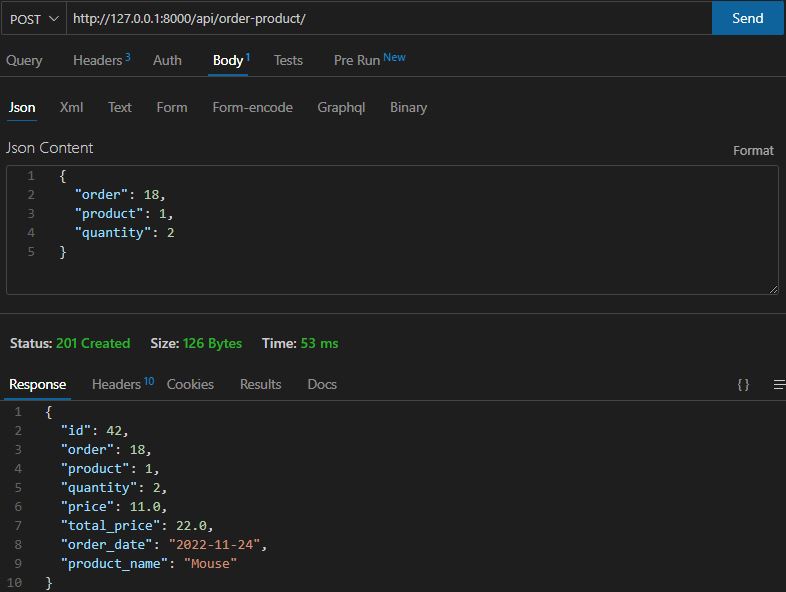 POST http://127.0.0.1:8000/api/order-product/ Send
Query Headers 3 Auth Body 1 Tests Pre Run New
Json Xml Text Form Form-encode Graphql Binary
Json Content Format
1 {
2 "order": 18,
3 "product": 1,
4 "quantity": 2
5 }
Status: 201 Created Size: 126 Bytes Time: 53 ms
Response Headers 10 Cookies Results Docs {}
1 {
2 "id": 42,
3 "order": 18,
4 "product": 1,
5 "quantity": 2,
6 "price": 11.0,
7 "total_price": 22.0,
8 "order_date": "2022-11-24",
9 "product_name": "Mouse"
10 }